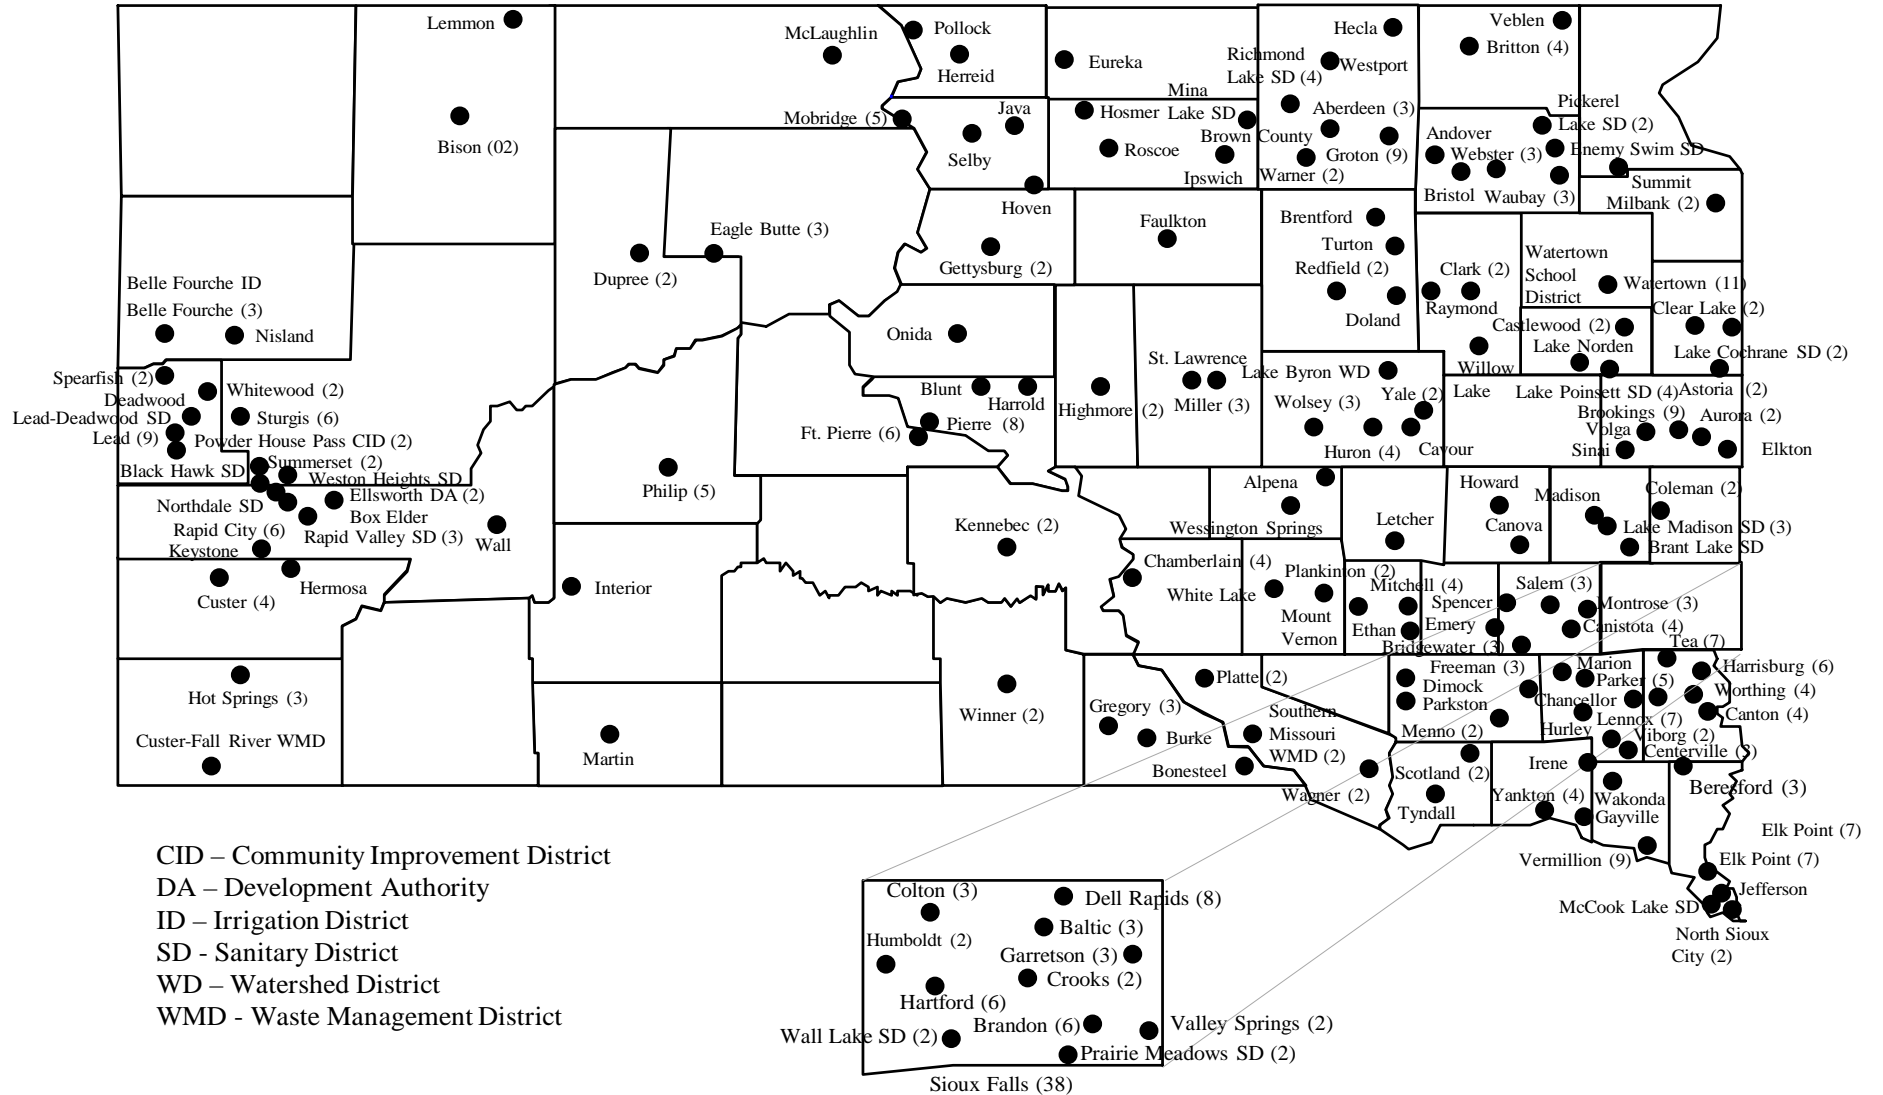 Lemmon
McLaughlin
Pollock
Herreid
Eureka
Hecla
Richmond
Lake SD (4)
Westport
Veblen
Britton (4)
Bison (02)
Mobridge (5)
Java
Selby
Mina
Hosmer
Lake SD
Roscoe
Brown County
Ipswich
Aberdeen (3)
Groton (9)
Warner (2)
Pickerel
Lake SD (2)
Andover
Webster (3)
Enemy Swim SD
Bristol
Waubay (3)
Summit
Milbank (2)
Hoven
Eagle Butte (3)
Dupree (2)
Gettysburg (2)
Faulkton
Brentford
Turton
Redfield (2)
Doland
Clark (2)
Raymond
Watertown
School
District
Watertown (11)
Clear Lake (2)
Castlewood (2)
Lake Norden
Lake Cochrane SD (2)
Willow
Lake
Lake Poinsett SD (4)
Astoria (2)
Belle Fourche ID
Belle Fourche (3)
Nisland
Onida
St. Lawrence
Miller (3)
Lake Byron WD
Yale (2)
Wolsey (3)
Huron (4)
Cavour
Brookings (9)
Aurora (2)
Volga
Sinai
Elkton
Spearfish (2)
Whitewood (2)
Deadwood
Lead-Deadwood SD
Sturgis (6)
Lead (9)
Powder House Pass CID (2)
Summerset (2)
Black Hawk SD
Weston Heights SD
Northdale SD
Ellsworth DA (2)
Box Elder
Rapid City (6)
Rapid Valley SD (3)
Keystone
Wall
Blunt
Harrold
Highmore (2)
Pierre (8)
Ft. Pierre (6)
Philip (5)
Kennebec (2)
Alpena
Wessington Springs
Letcher
Howard
Canova
Madison
Coleman (2)
Lake Madison SD (3)
Brant Lake SD
Custer (4)
Hermosa
Interior
Chamberlain (4)
White Lake
Plankinton (2)
Mount
Vernon
Mitchell (4)
Ethan
Spencer
Emery
Bridgewater (3)
Salem (3)
Montrose (3)
Canistota (4)
Tea (7)
Hot Springs (3)
Custer-Fall River WMD
Martin
Winner (2)
Gregory (3)
Burke
Bonesteel
Platte (2)
Southern
Missouri
WMD (2)
Wagner (2)
Freeman (3)
Dimock
Parkston
Menno (2)
Marion
Parker (5)
Chancellor
Hurley
Lennox (7)
Viborg (2)
Centerville (3)
Harrisburg (6)
Worthing (4)
Canton (4)
Scotland (2)
Tyndall
Irene
Yankton (4)
Wakonda
Gayville
Vermillion (9)
Beresford (3)
Elk Point (7)
Elk Point (7)
Jefferson
McCook Lake SD
North Sioux
City (2)
CID – Community Improvement District
DA – Development Authority
ID – Irrigation District
SD - Sanitary District
WD – Watershed District
WMD - Waste Management District
Colton (3)
Dell Rapids (8)
Baltic (3)
Humboldt (2)
Garretson (3)
Crooks (2)
Hartford (6)
Brandon (6)
Valley Springs (2)
Wall Lake SD (2)
Prairie Meadows SD (2)
Sioux Falls (38)